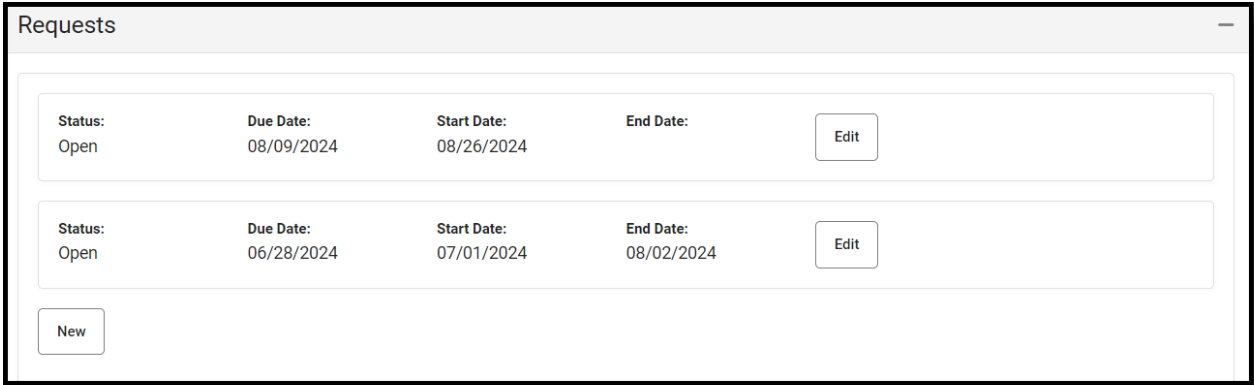 Requests
Status: Due Date: Start Date: End Date:
Open 08/09/2024 08/26/2024
Edit
Status: Due Date: Start Date: End Date:
Open 06/28/2024 07/01/2024 08/02/2024
Edit
New